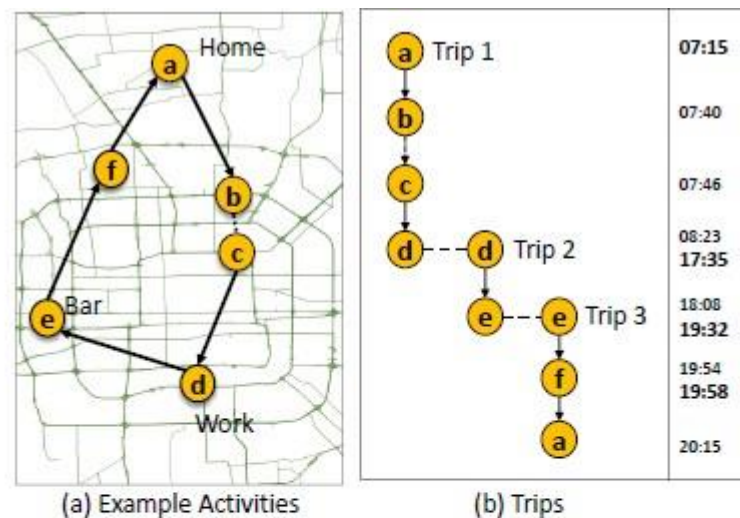 Home
a
f
b
c
Bar
e
d
Work
(a) Example Activities
a Trip 1 07:15
b 07:40
c 07:46
d d Trip 2 08:23
17:35
e e Trip 3 18:08
19:32
f 19:54
19:58
a 20:15
(b) Trips